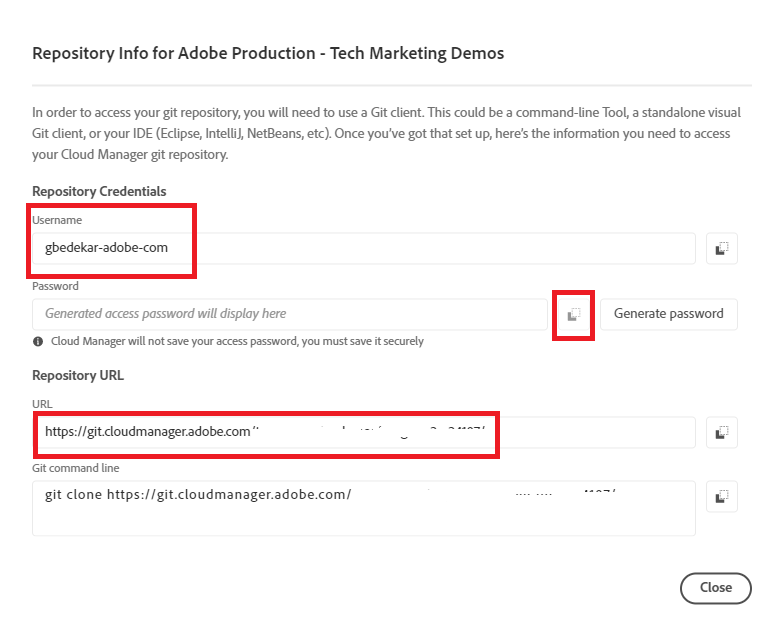 Repository Info for Adobe Production - Tech Marketing Demos
In order to access your git repository, you will need to use a Git client. This could be a command-line Tool, a standalone visual
Git client, or your IDE (Eclipse, IntelliJ, NetBeans, etc). Once you've got that set up, here's the information you need to access
your Cloud Manager git repository.
Repository Credentials
Username
gbedekar-adobe-com
Password
Generated access password will display here
Generate password
Cloud Manager will not save your access password, you must save it securely
Repository URL
URL
https://git.cloudmanager.adobe.com/
Git command line
git clone https://git.cloudmanager.adobe.com/
Close